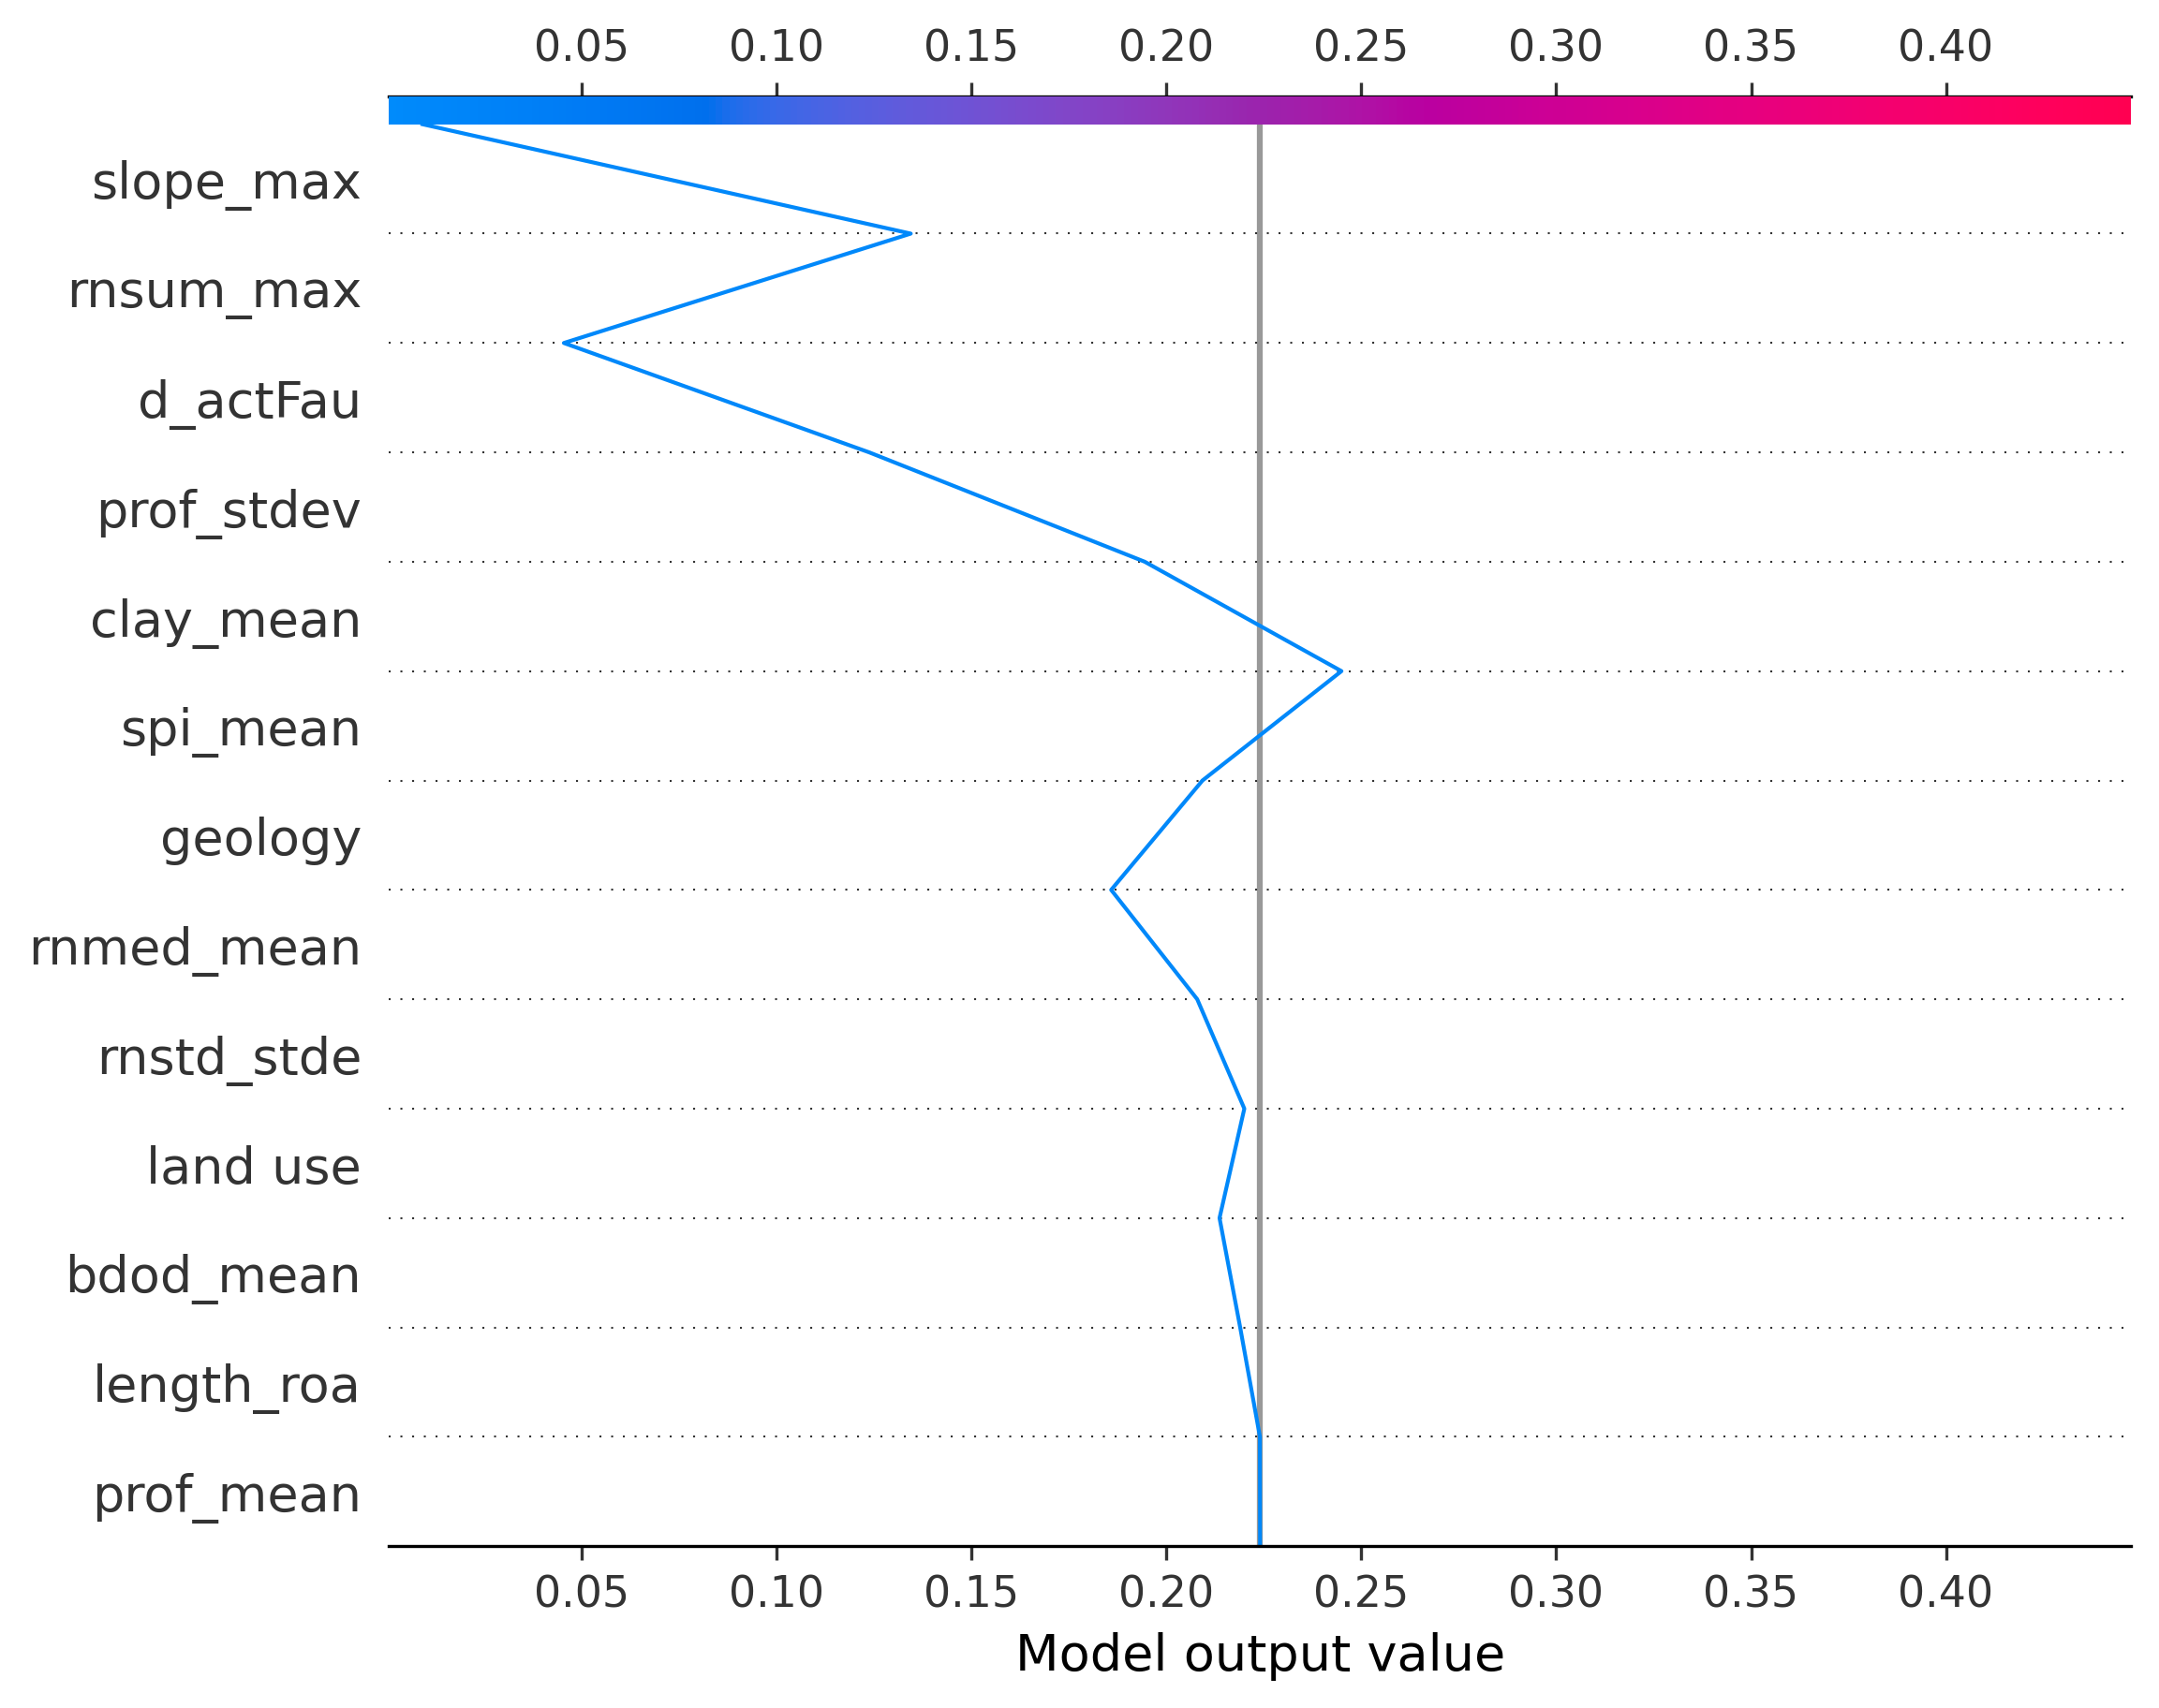 0.05 0.10 0.15 0.20 0.25 0.30 0.35 0.40
slope_max
rnsum_max
d_actFau
prof_stdev
clay_mean
spi_mean
geology
rnmed_mean
rnstd_stde
land use
bdod_mean
length_roa
prof_mean
0.05 0.10 0.15 0.20 0.25 0.30 0.35 0.40
Model output value